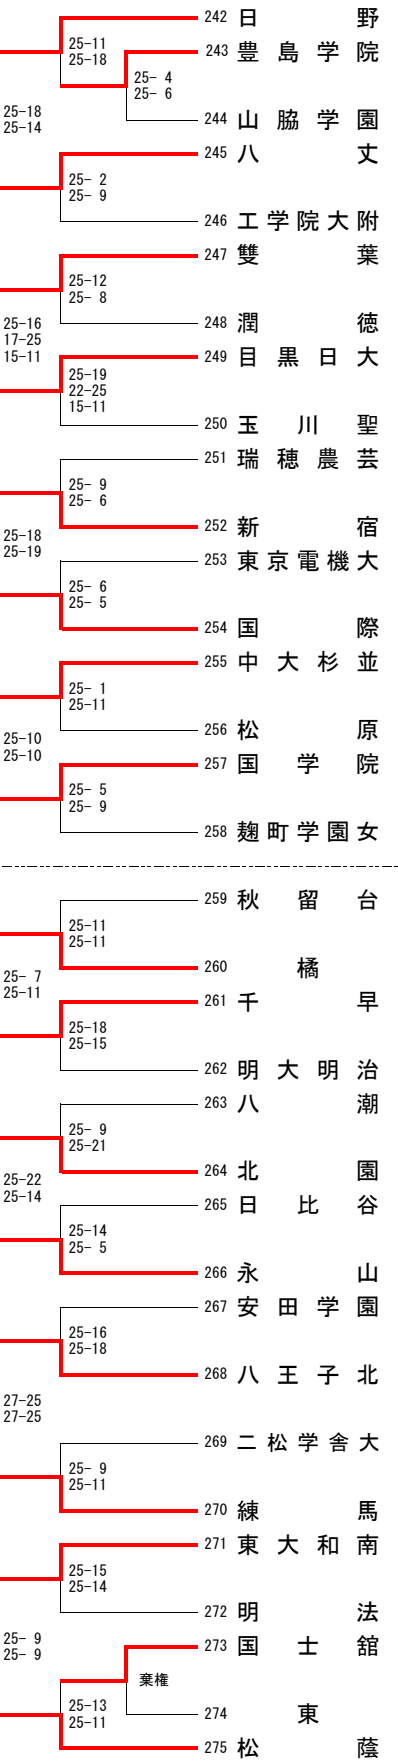 242 日野
25-11
25-18
243 豊島学院
25- 4
25- 6
25-18
25-14
244 山脇学園
245 八丈
25- 2
25- 9
246 工学院大附
247 雙葉
25-12
25- 8
25-16
17-25
15-11
248 潤徳
249 目黒日大
25-19
22-25
15-11
250 玉川聖
251 瑞穂農芸
25- 9
25- 6
252 新宿
25-18
25-19
253 東京電機大
25- 6
25- 5
254 国際
255 中大杉並
25- 1
25-11
256 松原
25-10
25-10
257 国学院
25- 5
25- 9
258 麹町学園女
259 秋留台
25-11
25-11
260 橘
25- 7
25-11
261 千早
25-18
25-15
262 明大明治
263 八潮
25- 9
25-21
264 北園
25-22
25-14
265 日比谷
25-14
25- 5
266 永山
267 安田学園
25-16
25-18
268 八王子北
27-25
27-25
269 二松学舎大
25- 9
25-11
270 練馬
271 東大和南
25-15
25-14
272 明法
25- 9
25- 9
273 国士舘
棄権
274 東
25-13
25-11
275 松蔭